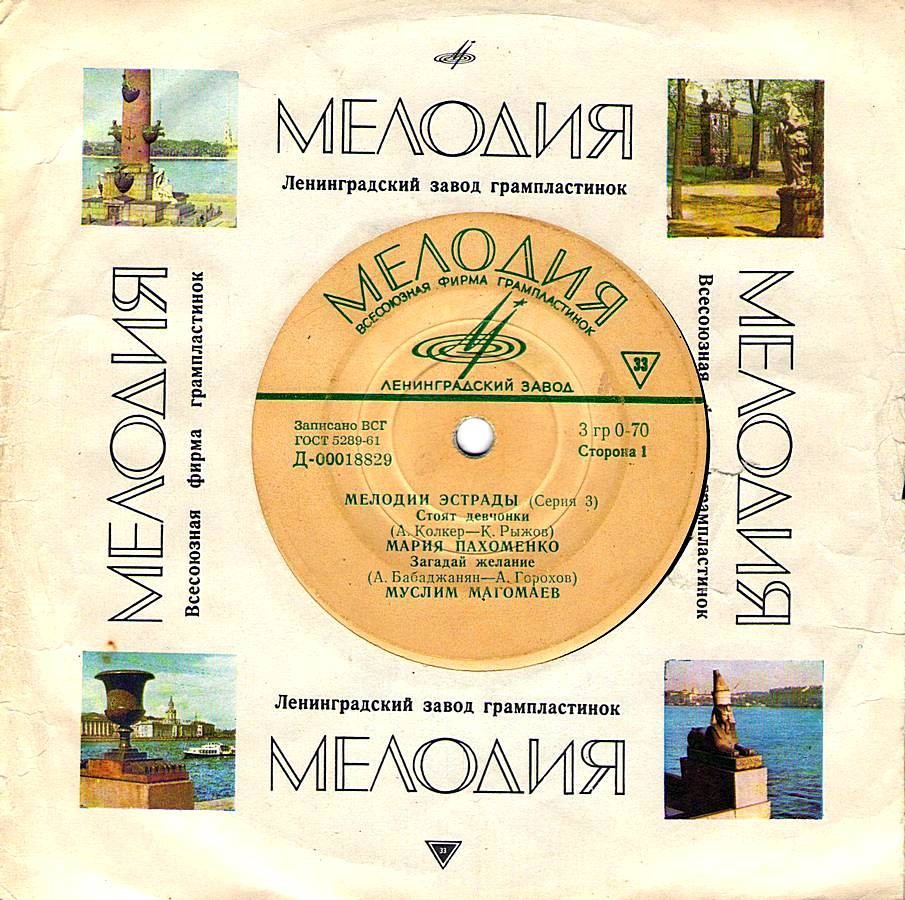 МЕЛОДИЯ
Ленинградский завод грампластинок
МЕЛОДИЯ
ВСЕСОЮЗНАЯ ФИРМА ГРАМПЛАСТИНОК
33
ЛЕНИНГРАДСКИЙ ЗАВОД
Записано ВСГ
ГОСТ 5289-61
Д-00018829
3 гр 0-70
Сторона 1
МЕЛОДИИ ЭСТРАДЫ (Серия 3)
Стоят девчонки
(А. Колкер—К. Рыжов)
МАРИЯ ПАХОМЕНКО
Загадай желание
(А. Бабаджанян—А. Горохов)
МУСЛИМ МАГОМАЕВ
МЕЛОДИЯ
Всесоюзная фирма грампластинок
МЕЛОДИЯ
Всесоюзная
грампластинок
Ленинградский завод грампластинок
МЕЛОДИЯ
33